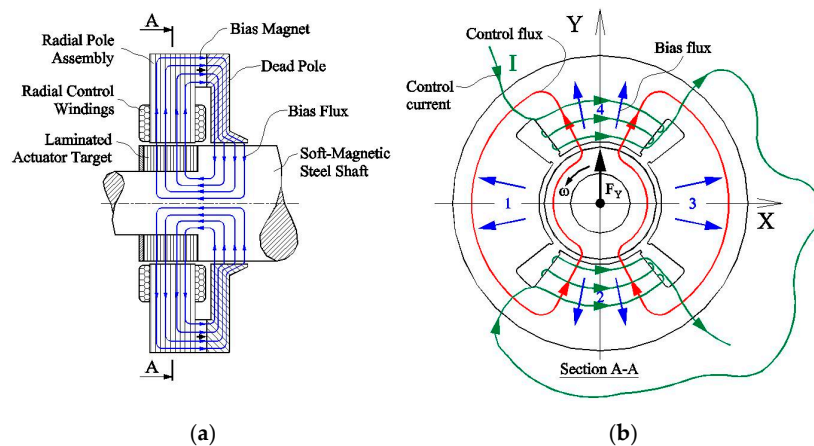 A
Radial Pole
Assembly
Bias Magnet
Dead Pole
Radial Control
Windings
Bias Flux
Laminated
Actuator Target
Soft-Magnetic
Steel Shaft
A
(a)
Y
Control flux
I
Bias flux
Control
current
4
ω
F_Y
1
3
X
2
Section A-A
(b)